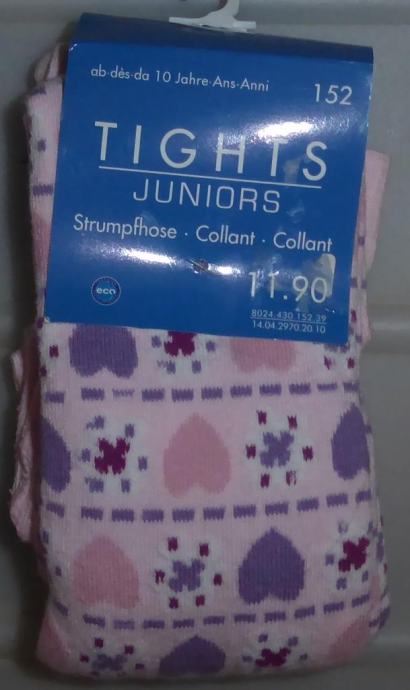 ab·dès·da 10 Jahre·Ans·Anni
152
TIGHTS
JUNIORS
Strumpfhose · Collant · Collant
11.90
eco
8024.430.152.39
14.04.2970.20.10